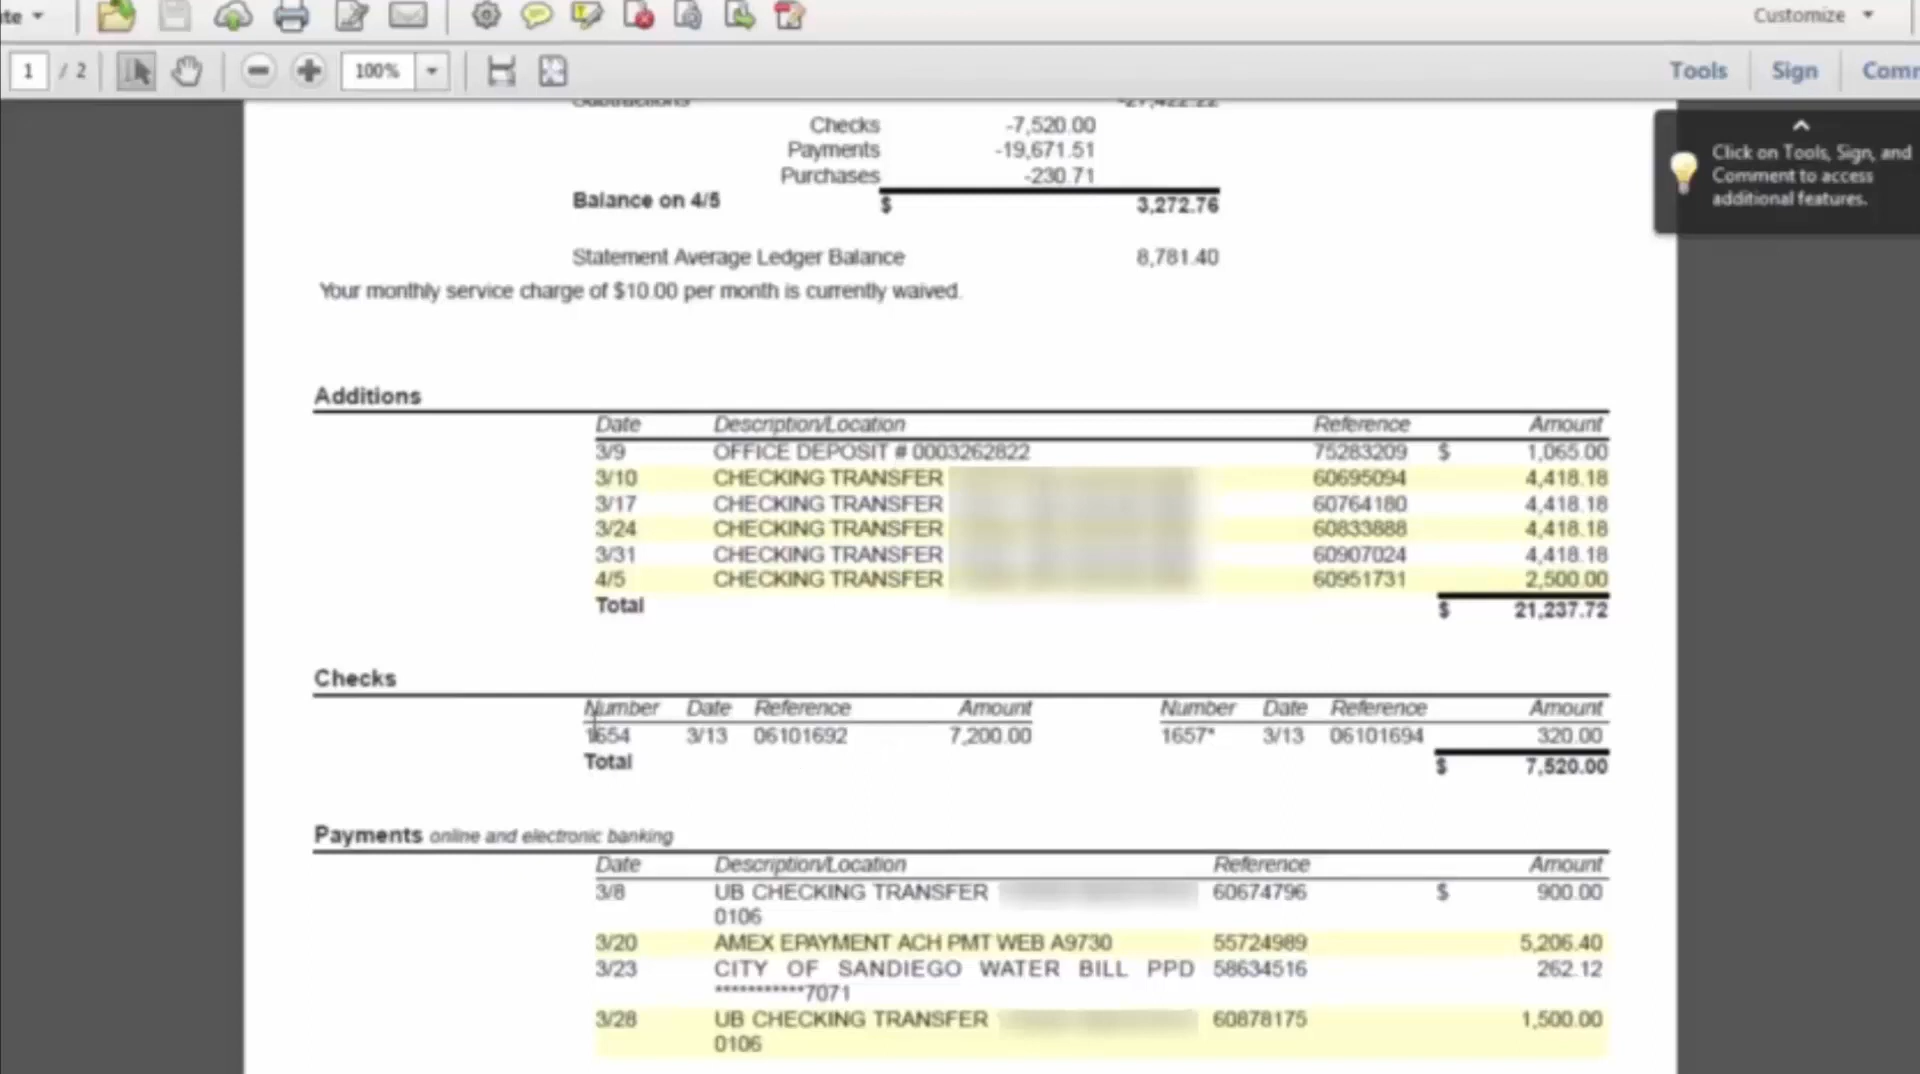 te
Customize
1 / 2
100%
Tools
Sign
Comm
Click on Tools, Sign, and
Comment to access
additional features.
Subtractions -27,422.22
Checks -7,520.00
Payments -19,671.51
Purchases -230.71
Balance on 4/5 $ 3,272.76
Statement Average Ledger Balance 8,781.40
Your monthly service charge of $10.00 per month is currently waived.
Additions
Date Description/Location Reference Amount
3/9 OFFICE DEPOSIT # 0003262822 75283209 $ 1,065.00
3/10 CHECKING TRANSFER 60695094 4,418.18
3/17 CHECKING TRANSFER 60764180 4,418.18
3/24 CHECKING TRANSFER 60833888 4,418.18
3/31 CHECKING TRANSFER 60907024 4,418.18
4/5 CHECKING TRANSFER 60951731 2,500.00
Total $ 21,237.72
Checks
Number Date Reference Amount Number Date Reference Amount
1654 3/13 06101692 7,200.00 1657* 3/13 06101694 320.00
Total $ 7,520.00
Payments online and electronic banking
Date Description/Location Reference Amount
3/8 UB CHECKING TRANSFER 60674796 $ 900.00
0106
3/20 AMEX EPAYMENT ACH PMT WEB A9730 55724989 5,206.40
3/23 CITY OF SANDIEGO WATER BILL PPD 58634516 262.12
***********7071
3/28 UB CHECKING TRANSFER 60878175 1,500.00
0106